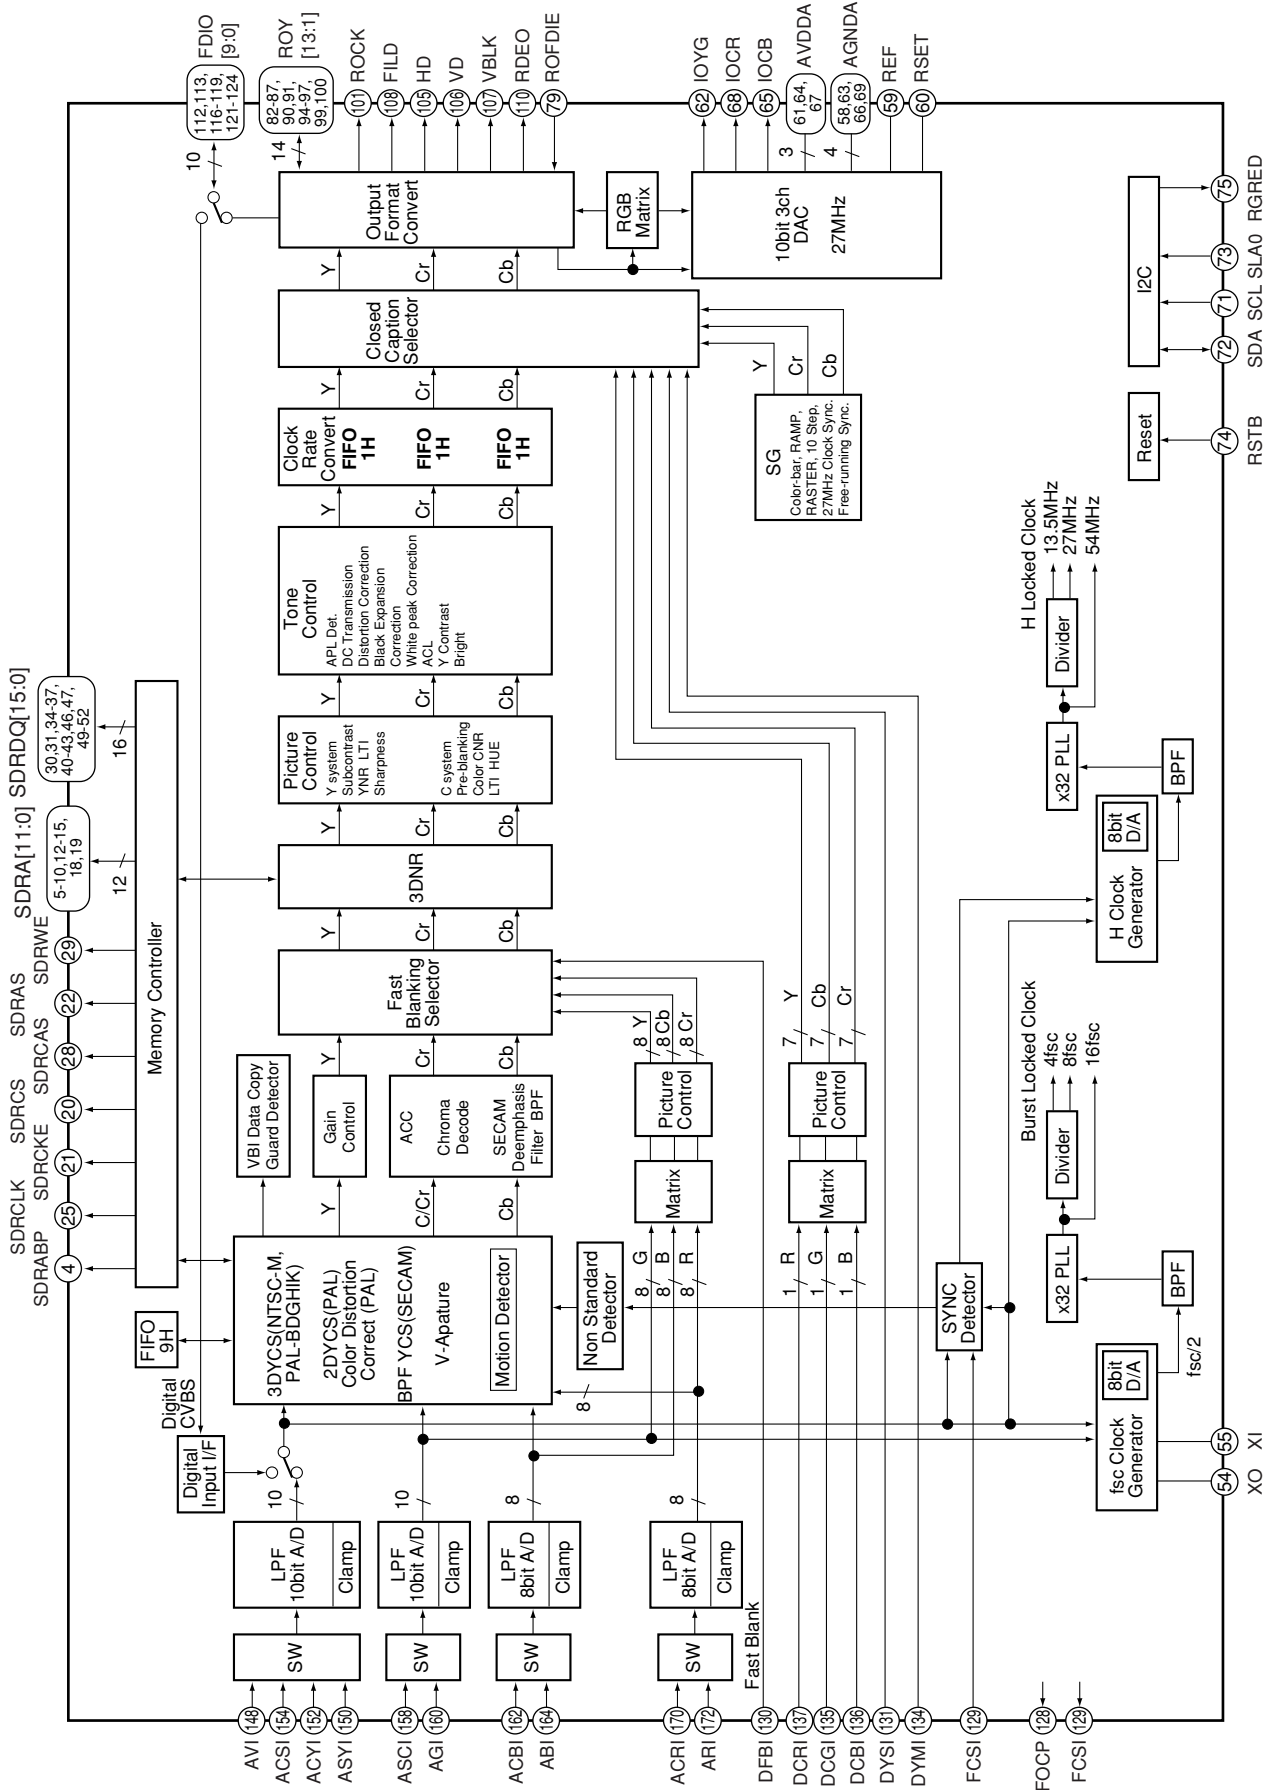 FDIO
[9:0]
112,113,
116-119,
121-124
10
ROY
[13:1]
82-87,
90,91,
94-97,
99,100
14
101 ROCK
108 FILD
105 HD
106 VD
107 VBLK
110 RDEO
79 ROFDIE
62 IOYG
68 IOCR
65 IOCB
61,64,
67
AVDDA
3
58,63,
66,69
AGNDA
4
59 REF
60 RSET
Output
Format
Convert
RGB
Matrix
10bit 3ch
DAC
27MHz
Y
Cr
Cb
Closed
Caption
Selector
Y
Cr
Cb
Clock
Rate
Convert
FIFO
1H
FIFO
1H
FIFO
1H
Y
Cr
Cb
SG
Color-bar, RAMP,
RASTER, 10 Step,
27MHz Clock Sync.
Free-running Sync.
Y
Cr
Cb
Tone
Control
APL Det.
DC Transmission
Distortion Correction
Black Expansion
Correction
White peak Correction
ACL
Y Contrast
Bright
Y
Cr
Cb
Picture
Control
Y system
Subcontrast
YNR LTI
Sharpness
C system
Pre-blanking
Color CNR
LTI HUE
Y
Cr
Cb
3DNR
Y
Cr
Cb
Fast
Blanking
Selector
Y
Cr
Cb
VBI Data Copy
Guard Detector
Gain
Control
ACC
Chroma
Decode
SECAM
Deemphasis
Filter BPF
Y
C/Cr
Cb
8 Y
8 Cb
8 Cr
Picture
Control
Matrix
8 G
8 B
8 R
7 Y
7 Cb
7 Cr
Picture
Control
Matrix
1 R
1 G
1 B
3DYCS(NTSC-M,
PAL-BDGHIK)
2DYCS(PAL)
Color Distortion
Correct (PAL)
BPF YCS(SECAM)
V-Apature
Motion Detector
Non Standard
Detector
8
SYNC
Detector
Memory Controller
SDRDQ[15:0]
30,31,34-37,
40-43,46,47,
49-52
16
SDRA[11:0]
5-10,12-15,
18,19
12
SDRWE
29
SDRAS
22
SDRCAS
28
SDRCS
20
SDRCKE
21
SDRCLK
25
SDRABP
4
FIFO
9H
Digital
CVBS
Digital
Input I/F
LPF
10bit A/D
Clamp
10
LPF
10bit A/D
Clamp
10
LPF
8bit A/D
Clamp
8
LPF
8bit A/D
Clamp
8
SW
SW
SW
SW
Fast Blank
AVI 148
ACSI 154
ACYI 152
ASYI 150
ASCI 158
AGI 160
ACBI 162
ABI 164
ACRI 170
ARI 172
DFBI 130
DCRI 137
DCGI 135
DCBI 136
DYSI 131
DYMI 134
FCSI 129
FOCP 128
FCSI 129
I2C
75 RGRED
73 SLA0
71 SCL
72 SDA
Reset
74
RSTB
H Locked Clock
13.5MHz
27MHz
54MHz
Divider
x32 PLL
BPF
8bit
D/A
H Clock
Generator
Burst Locked Clock
4fsc
8fsc
16fsc
Divider
x32 PLL
BPF
fsc/2
8bit
D/A
fsc Clock
Generator
55 XI
54 XO